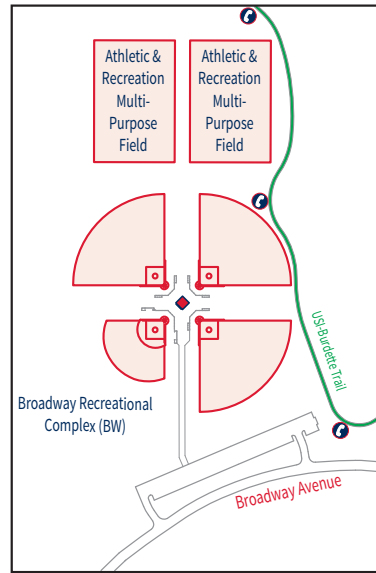 Athletic &
Recreation
Multi-
Purpose
Field
Athletic &
Recreation
Multi-
Purpose
Field
USI-Burdette Trail
Broadway Recreational
Complex (BW)
Broadway Avenue